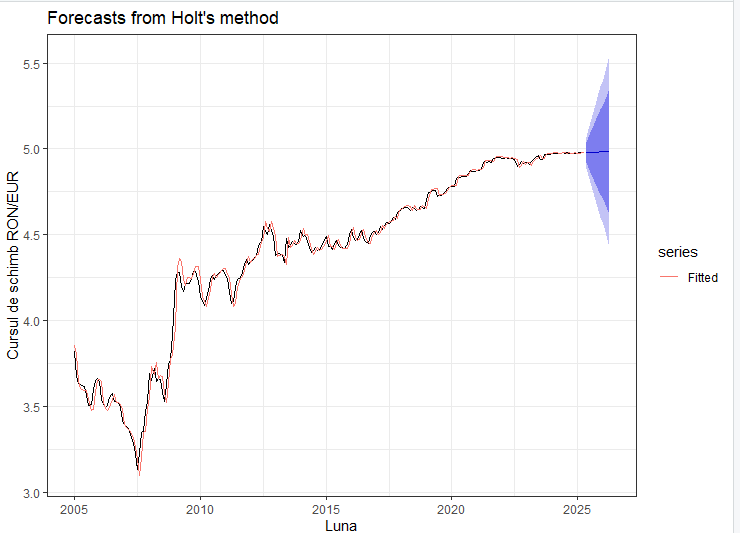 Forecasts from Holt's method
5.5
5.0
4.5
4.0
3.5
3.0
Cursul de schimb RON/EUR
2005
2010
2015
2020
2025
Luna
series
Fitted